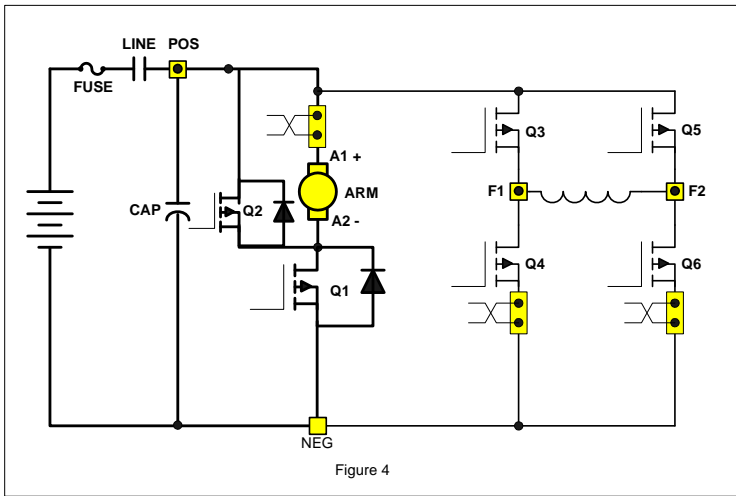 LINE POS
FUSE
A1 +
ARM
A2 -
CAP
Q2
Q1
Q3
Q5
F1
F2
Q4
Q6
NEG
Figure 4